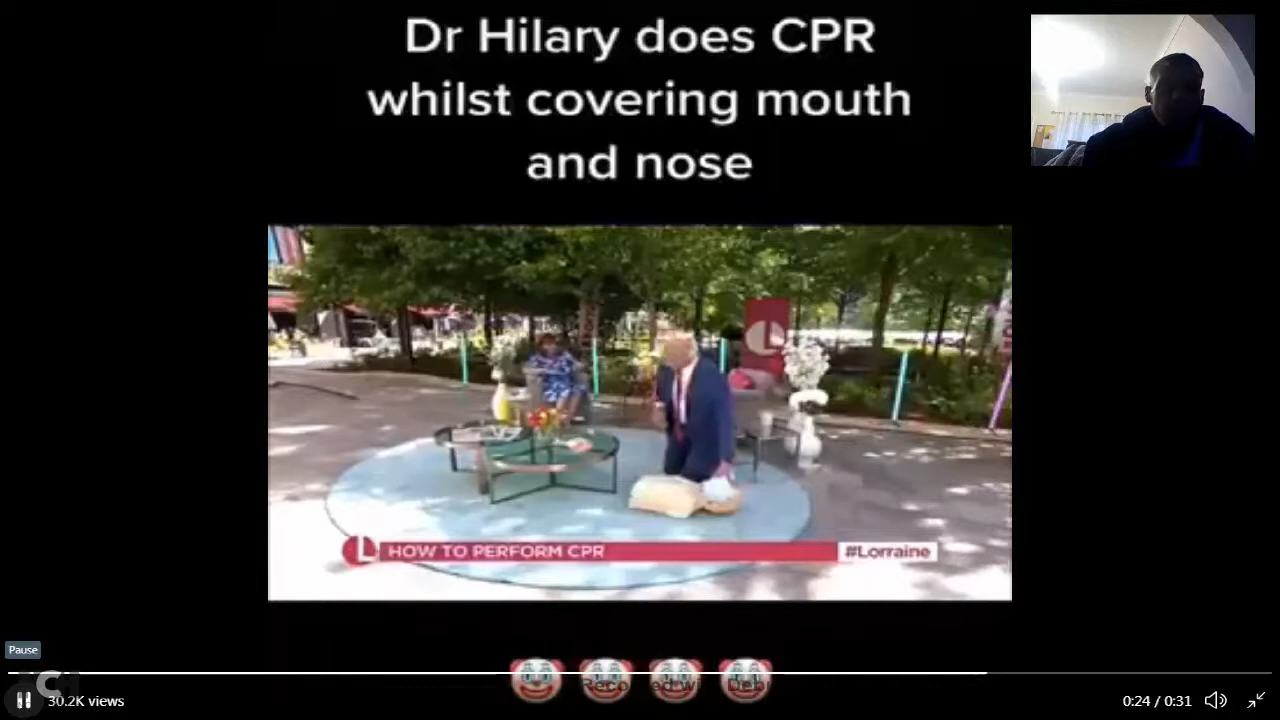 Dr Hilary does CPR
whilst covering mouth
and nose
HOW TO PERFORM CPR
#Lorraine
Pause
30.2K views
0:24 / 0:31